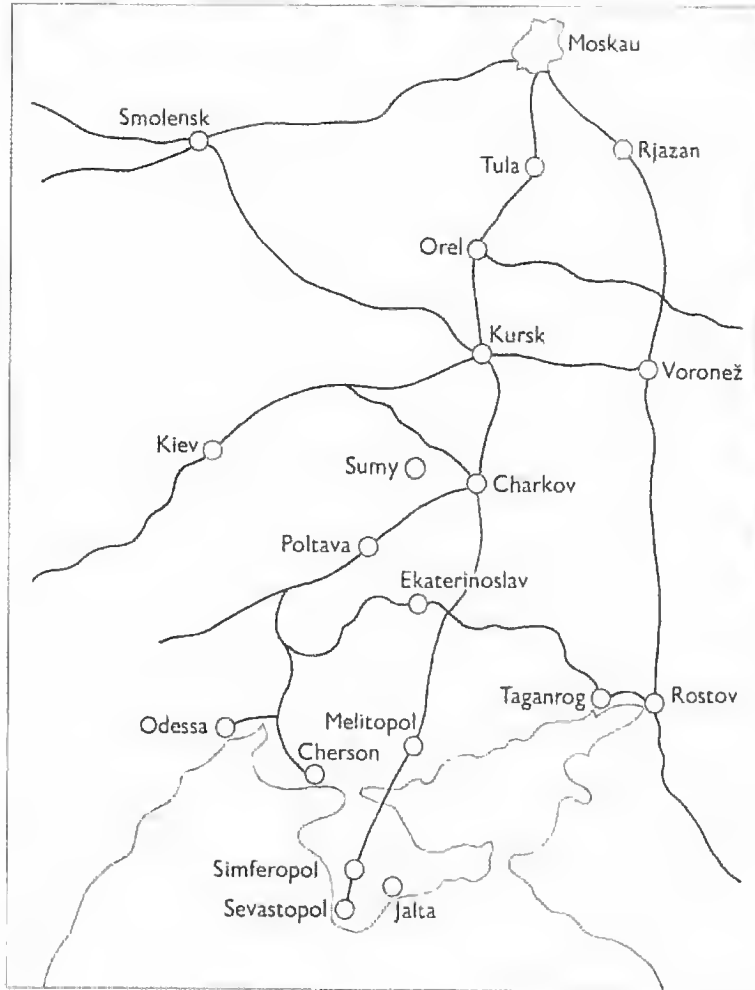 Moskau
Smolensk
Tula
Rjazan
Orel
Kursk
Voronež
Kiev
Sumy
Charkov
Poltava
Ekaterinoslav
Taganrog
Rostov
Odessa
Melitopol
Cherson
Simferopol
Sevastopol
Jalta